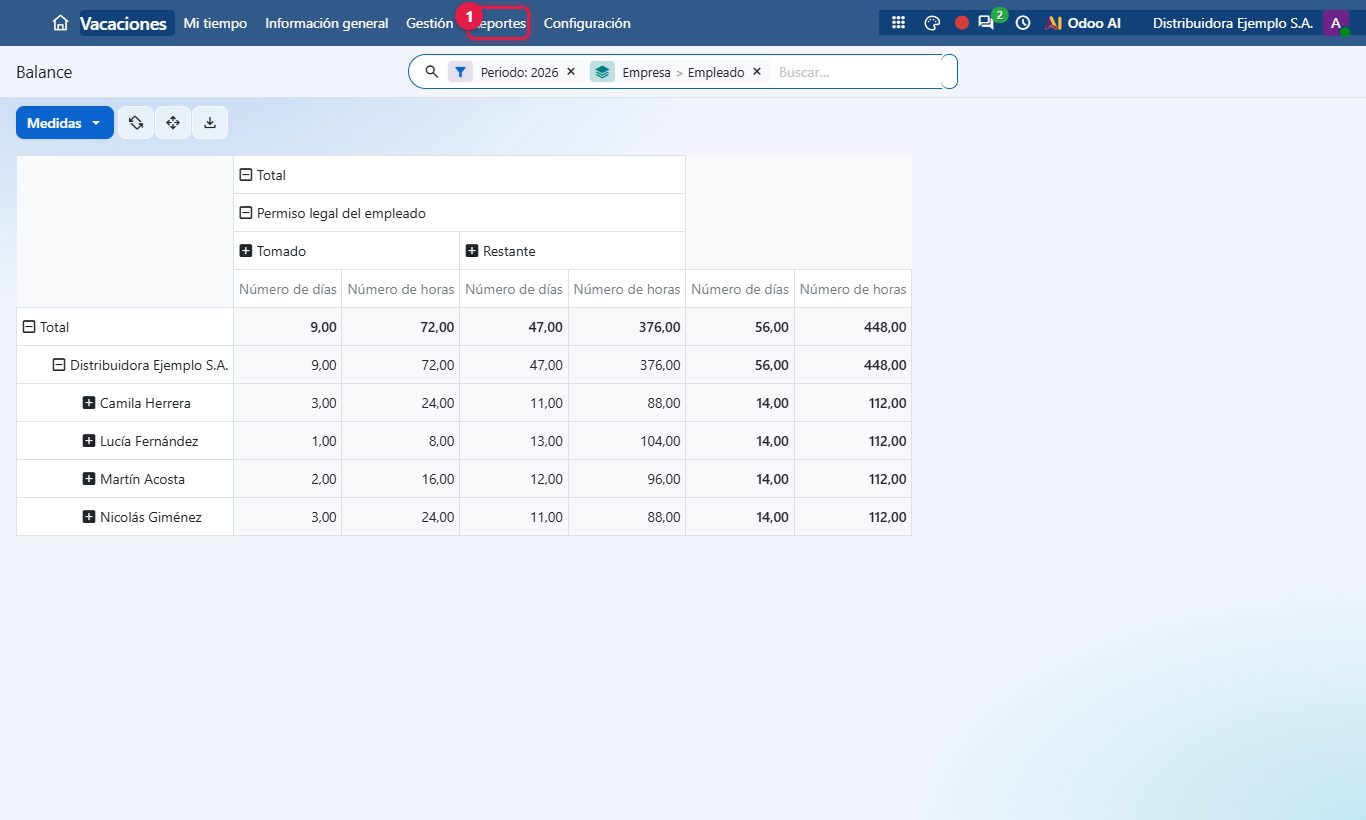 Vacaciones Mi tiempo Información general Gestión 1 Configuración 2 Odoo AI Distribuidora Ejemplo S.A. A
Balance
Periodo: 2026 Empresa > Empleado Buscar...
Medidas
Total
Permiso legal del empleado
Tomado Restante
Número de días Número de horas Número de días Número de horas Número de días Número de horas
Total 9,00 72,00 47,00 376,00 56,00 448,00
Distribuidora Ejemplo S.A. 9,00 72,00 47,00 376,00 56,00 448,00
Camila Herrera 3,00 24,00 11,00 88,00 14,00 112,00
Lucía Fernández 1,00 8,00 13,00 104,00 14,00 112,00
Martín Acosta 2,00 16,00 12,00 96,00 14,00 112,00
Nicolás Giménez 3,00 24,00 11,00 88,00 14,00 112,00